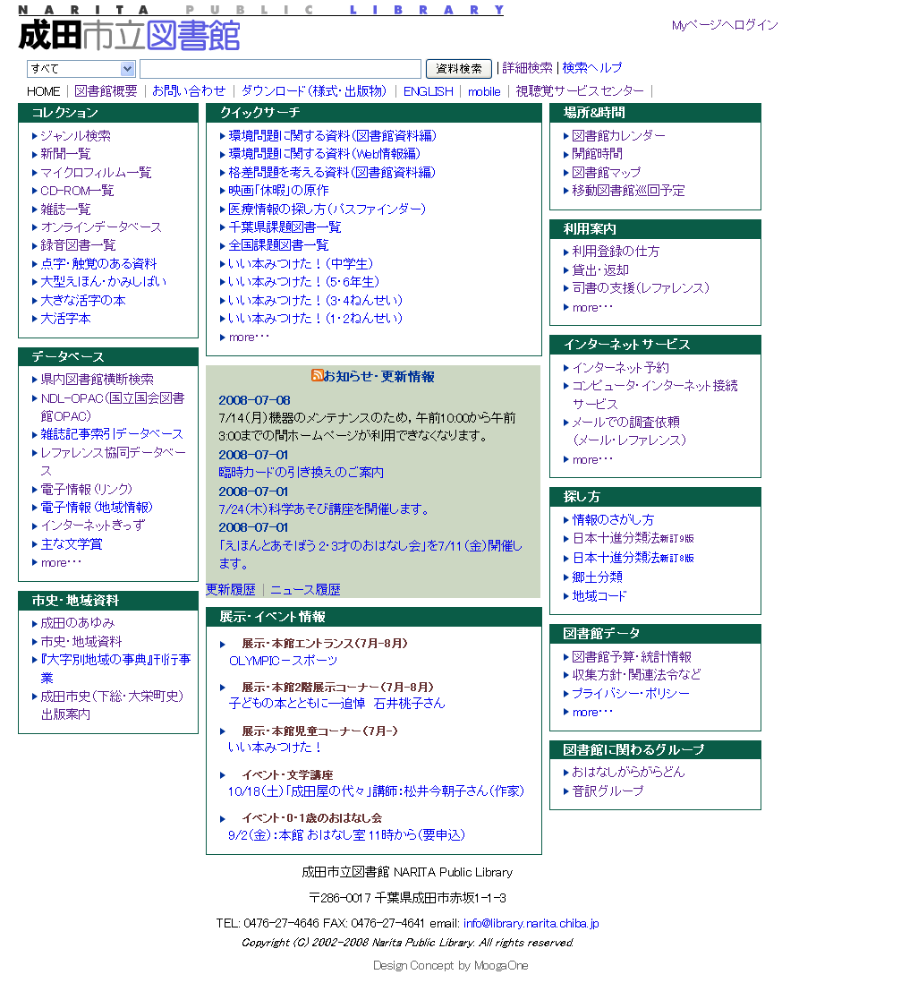 NARITA PUBLIC LIBRARY
成田市立図書館
Myページへログイン
すべて 資料検索 | 詳細検索 | 検索ヘルプ
HOME | 図書館概要 | お問い合わせ | ダウンロード（様式・出版物） | ENGLISH | mobile | 視聴覚サービスセンター |
コレクション
ジャンル検索
新聞一覧
マイクロフィルム一覧
CD-ROM一覧
雑誌一覧
オンラインデータベース
録音図書一覧
点字・触覚のある資料
大型えほん・かみしばい
大きな活字の本
大活字本
データベース
県内図書館横断検索
NDL-OPAC（国立国会図書
館OPAC）
雑誌記事索引データベース
レファレンス協同データベー
ス
電子情報（リンク）
電子情報（地域情報）
インターネットきっず
主な文学賞
more・・・
市史・地域資料
成田のあゆみ
市史・地域資料
『大字別地域の事典』刊行事
業
成田市史（下総・大栄町史）
出版案内
クイックサーチ
環境問題に関する資料（図書館資料編）
環境問題に関する資料（Web情報編）
格差問題を考える資料（図書館資料編）
映画「休暇」の原作
医療情報の探し方（パスファインダー）
千葉県課題図書一覧
全国課題図書一覧
いい本みつけた！（中学生）
いい本みつけた！（5・6年生）
いい本みつけた！（3・4ねんせい）
いい本みつけた！（1・2ねんせい）
more・・・
お知らせ・更新情報
2008-07-08
7/14（月）機器のメンテナンスのため，午前10:00から午前
3:00までの間ホームページが利用できなくなります。
2008-07-01
臨時カードの引き換えのご案内
2008-07-01
7/24（木）科学あそび講座を開催します。
2008-07-01
「えほんとあそぼう 2・3才のおはなし会」を7/11（金）開催し
ます。
更新履歴 | ニュース履歴
展示・イベント情報
展示・本館エントランス（7月-8月）
OLYMPIC－スポーツ
展示・本館2階展示コーナー（7月-8月）
子どもの本とともに―追悼 石井桃子さん
展示・本館児童コーナー（7月-）
いい本みつけた！
イベント・文学講座
10/18（土）「成田屋の代々」講師：松井今朝子さん（作家）
イベント・0・1歳のおはなし会
9/2（金）：本館 おはなし室 11時から（要申込）
場所&時間
図書館カレンダー
開館時間
図書館マップ
移動図書館巡回予定
利用案内
利用登録の仕方
貸出・返却
司書の支援（レファレンス）
more・・・
インターネットサービス
インターネット予約
コンピュータ・インターネット接続
サービス
メールでの調査依頼
（メール・レファレンス）
more・・・
探し方
情報のさがし方
日本十進分類法新訂9版
日本十進分類法新訂8版
郷土分類
地域コード
図書館データ
図書館予算・統計情報
収集方針・関連法令など
プライバシー・ポリシー
more・・・
図書館に関わるグループ
おはなしがらがらどん
音訳グループ
成田市立図書館 NARITA Public Library
〒286-0017 千葉県成田市赤坂1-1-3
TEL: 0476-27-4646 FAX: 0476-27-4641 email: info@library.narita.chiba.jp
Copyright (C) 2002-2008 Narita Public Library. All rights reserved.
Design Concept by MoogaOne